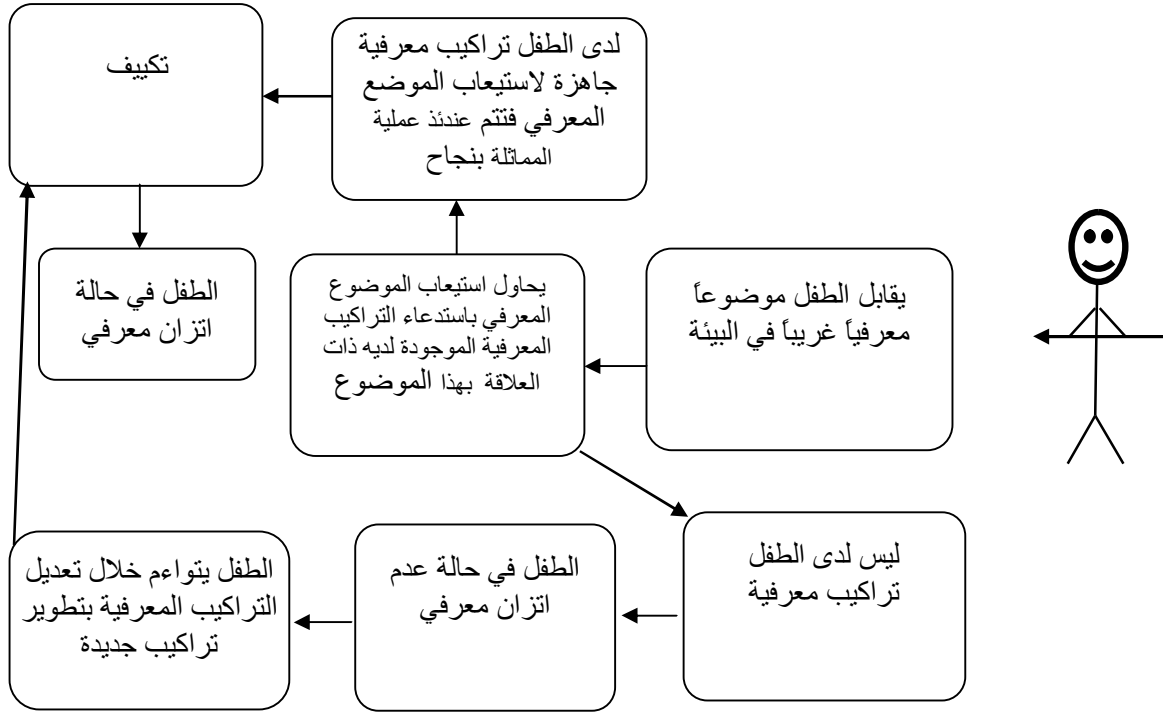 لدى الطفل تراكيب معرفية
جاهزة لاستيعاب الموضع
المعرفي فتتم عندئذ عملية
المماثلة بنجاح
تكييف
يقابل الطفل موضوعاً
معرفياً غريباً في البيئة
يحاول استيعاب الموضوع
المعرفي باستدعاء التراكيب
المعرفية الموجودة لديه ذات
العلاقة بهذا الموضوع
الطفل في حالة
اتزان معرفي
ليس لدى الطفل
تراكيب معرفية
الطفل في حالة عدم
اتزان معرفي
الطفل يتواءم خلال تعديل
التراكيب المعرفية بتطوير
تراكيب جديدة